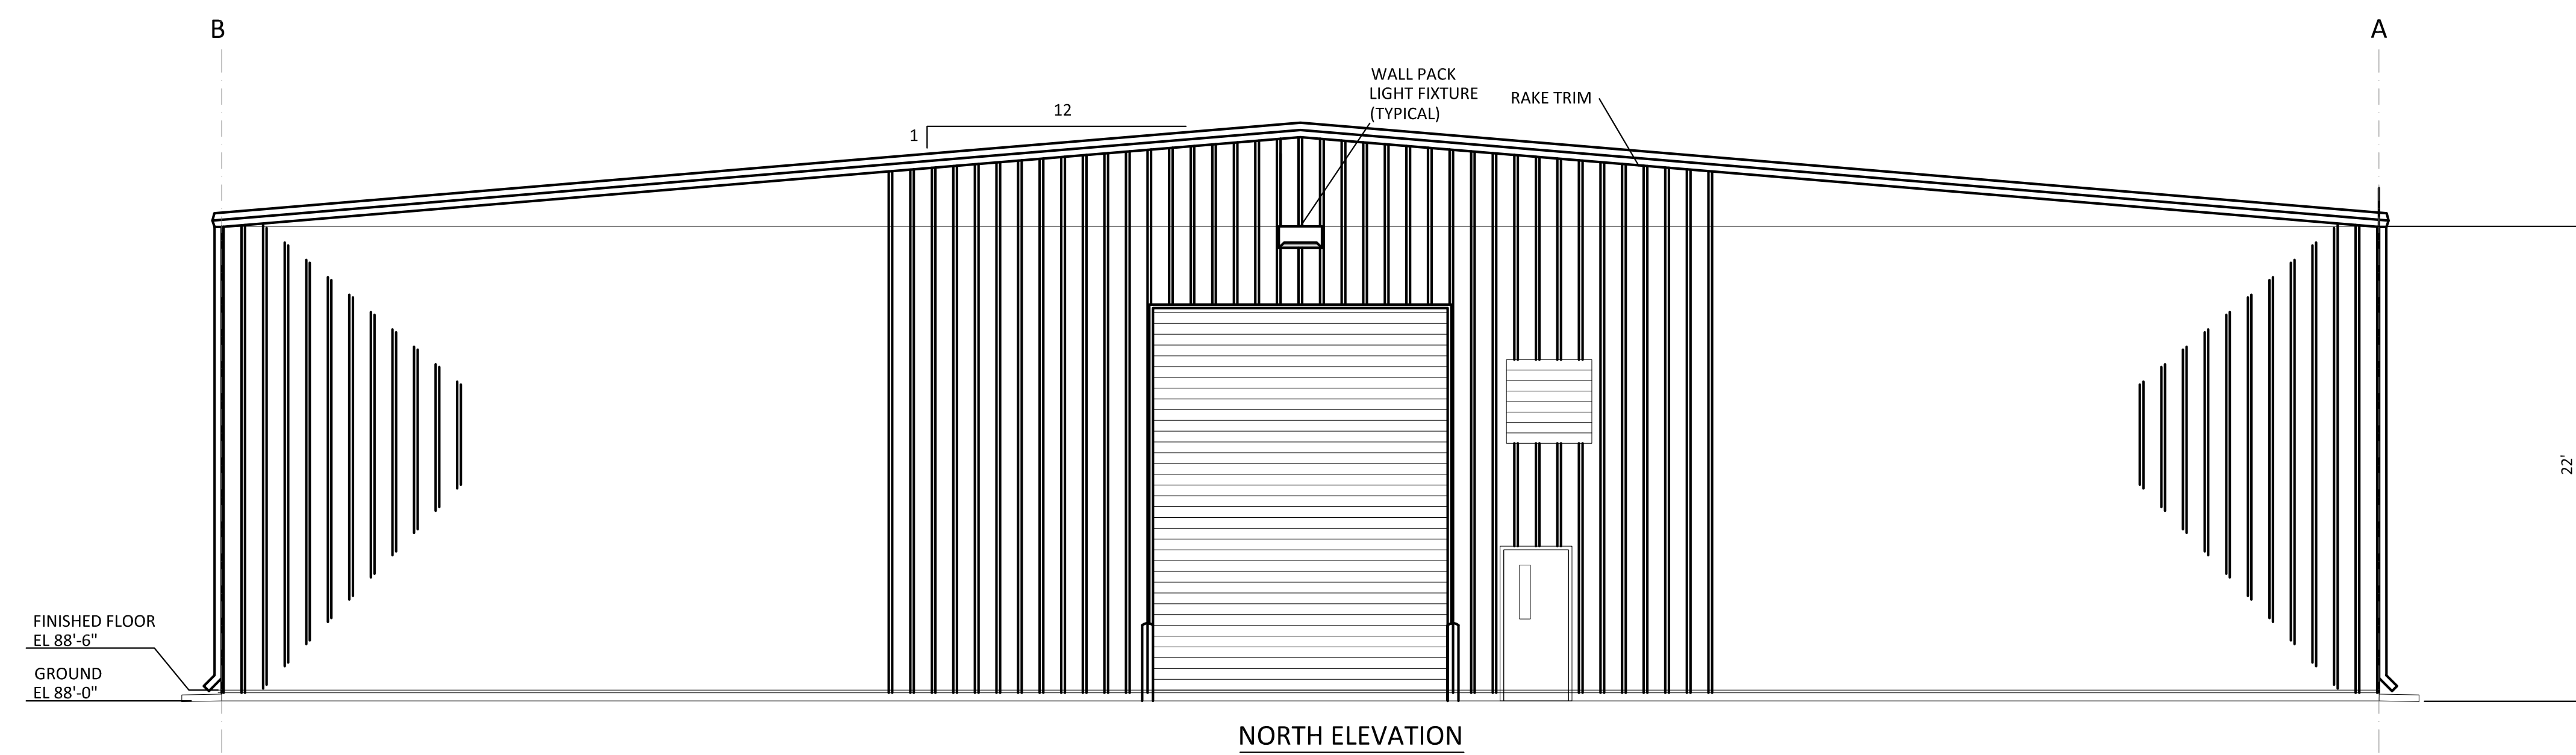 B
A
WALL PACK
LIGHT FIXTURE
(TYPICAL)
RAKE TRIM
12
1
22'
FINISHED FLOOR
EL 88'-6"
GROUND
EL 88'-0"
NORTH ELEVATION